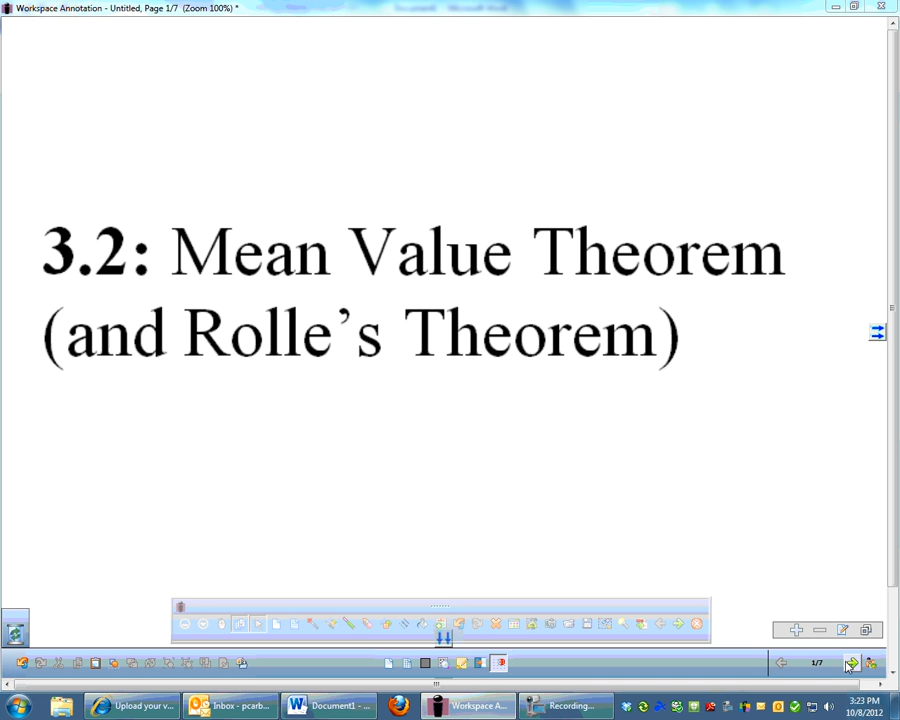 Workspace Annotation - Untitled, Page 1/7 (Zoom 100%) *
3.2: Mean Value Theorem
(and Rolle's Theorem)
1/7
Upload your v...
Inbox - pcarb...
Document1 - ...
Workspace A...
Recording...
3:23 PM
10/8/2012